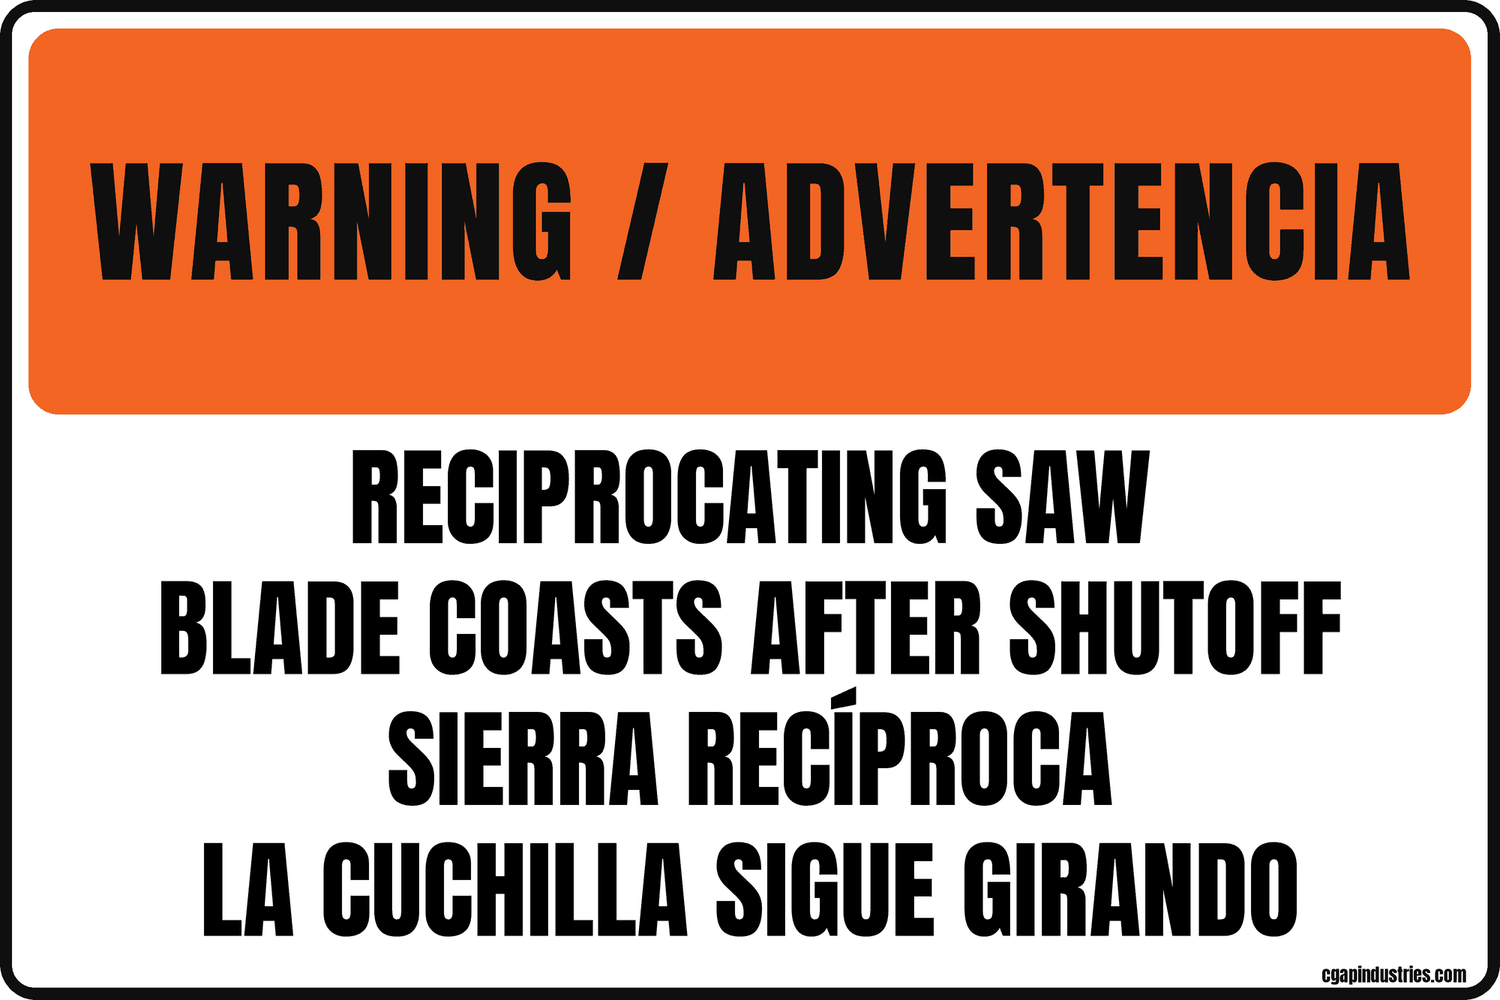 WARNING / ADVERTENCIA
RECIPROCATING SAW
BLADE COASTS AFTER SHUTOFF
SIERRA RECÍPROCA
LA CUCHILLA SIGUE GIRANDO
cgapindustries.com